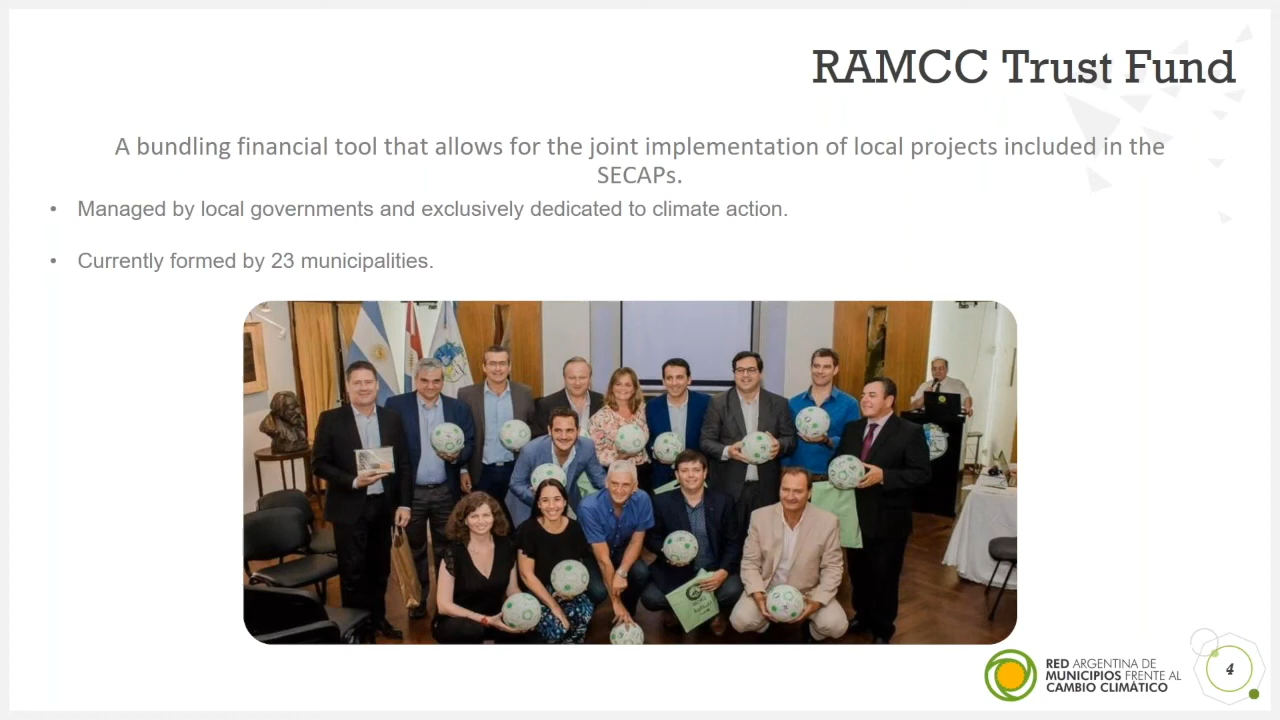 RAMCC Trust Fund
A bundling financial tool that allows for the joint implementation of local projects included in the
SECAPs.
• Managed by local governments and exclusively dedicated to climate action.
• Currently formed by 23 municipalities.
RED ARGENTINA DE
MUNICIPIOS FRENTE AL
CAMBIO CLIMÁTICO
4